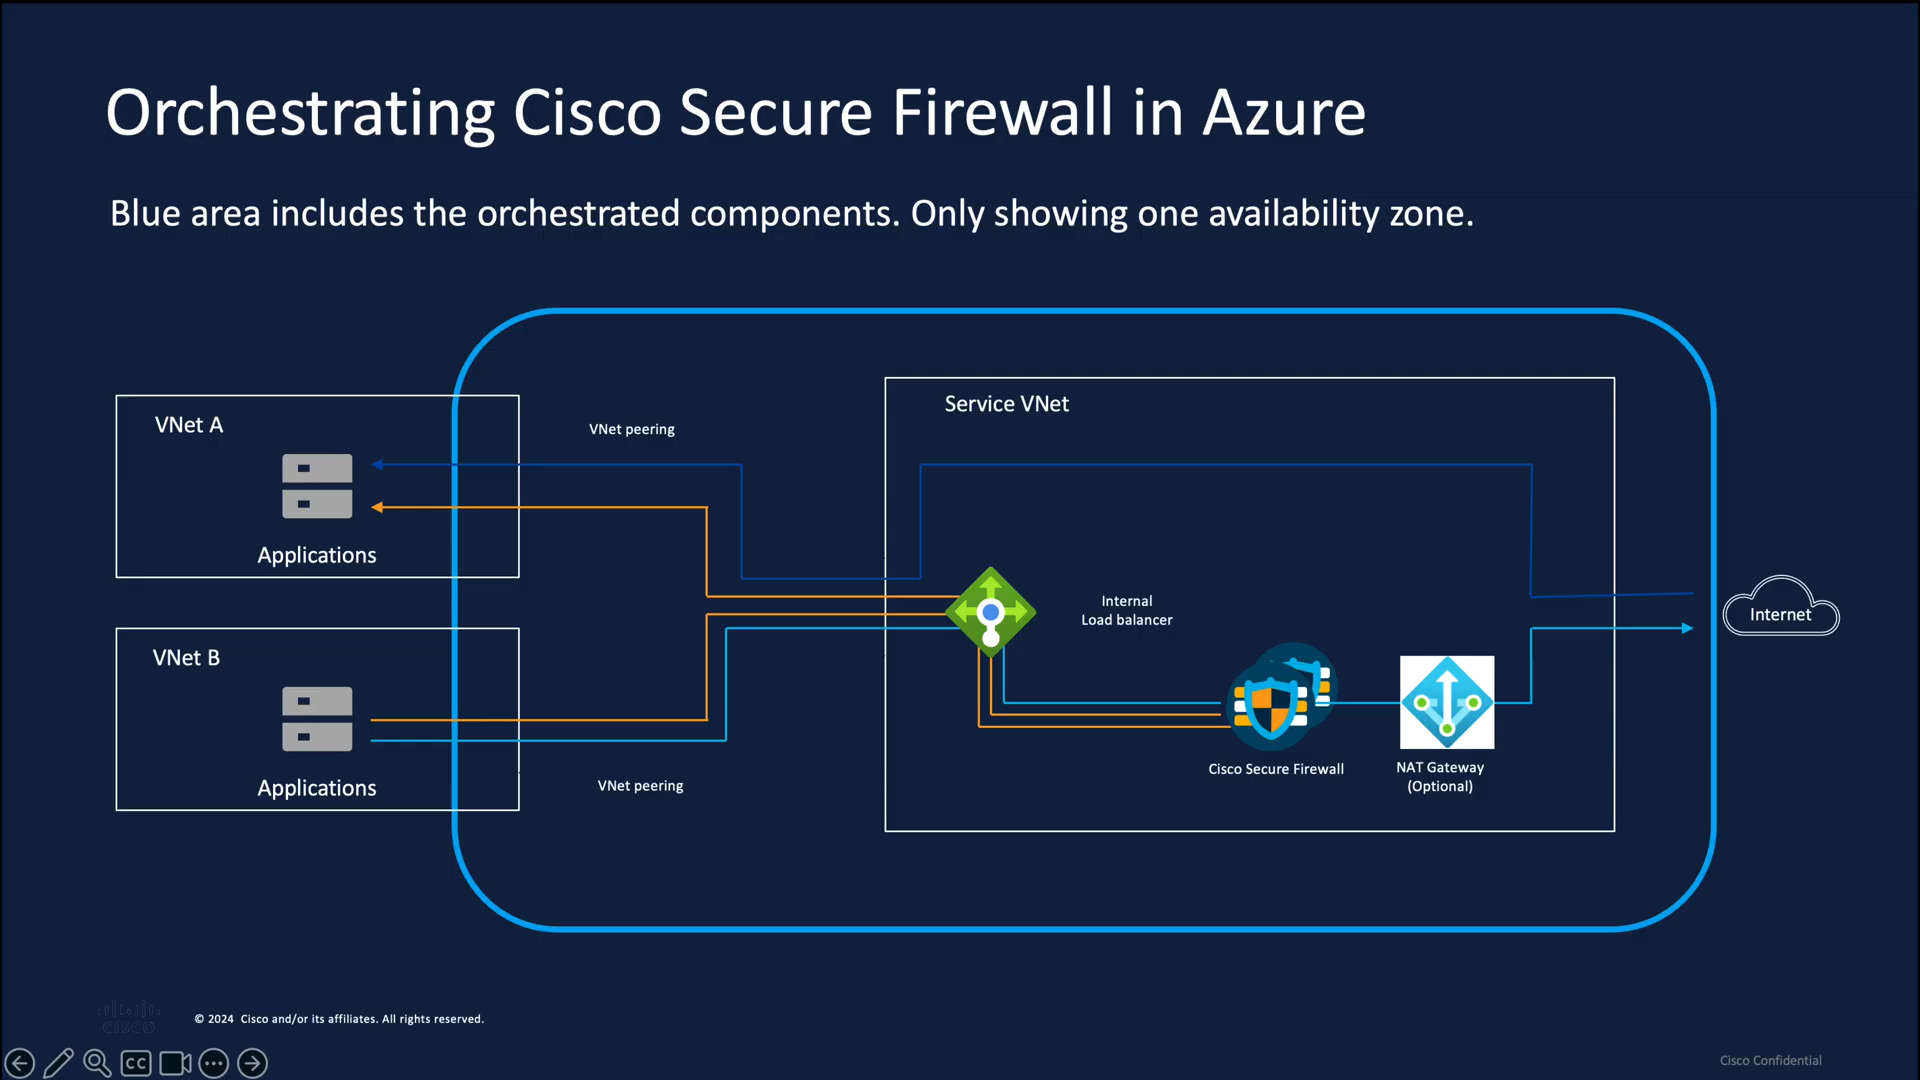 Orchestrating Cisco Secure Firewall in Azure
Blue area includes the orchestrated components. Only showing one availability zone.
VNet A
Applications
VNet peering
Service VNet
Internal
Load balancer
Internet
VNet B
Applications
VNet peering
Cisco Secure Firewall
NAT Gateway
(Optional)
CISCO
© 2024 Cisco and/or its affiliates. All rights reserved.
CC
Cisco Confidential